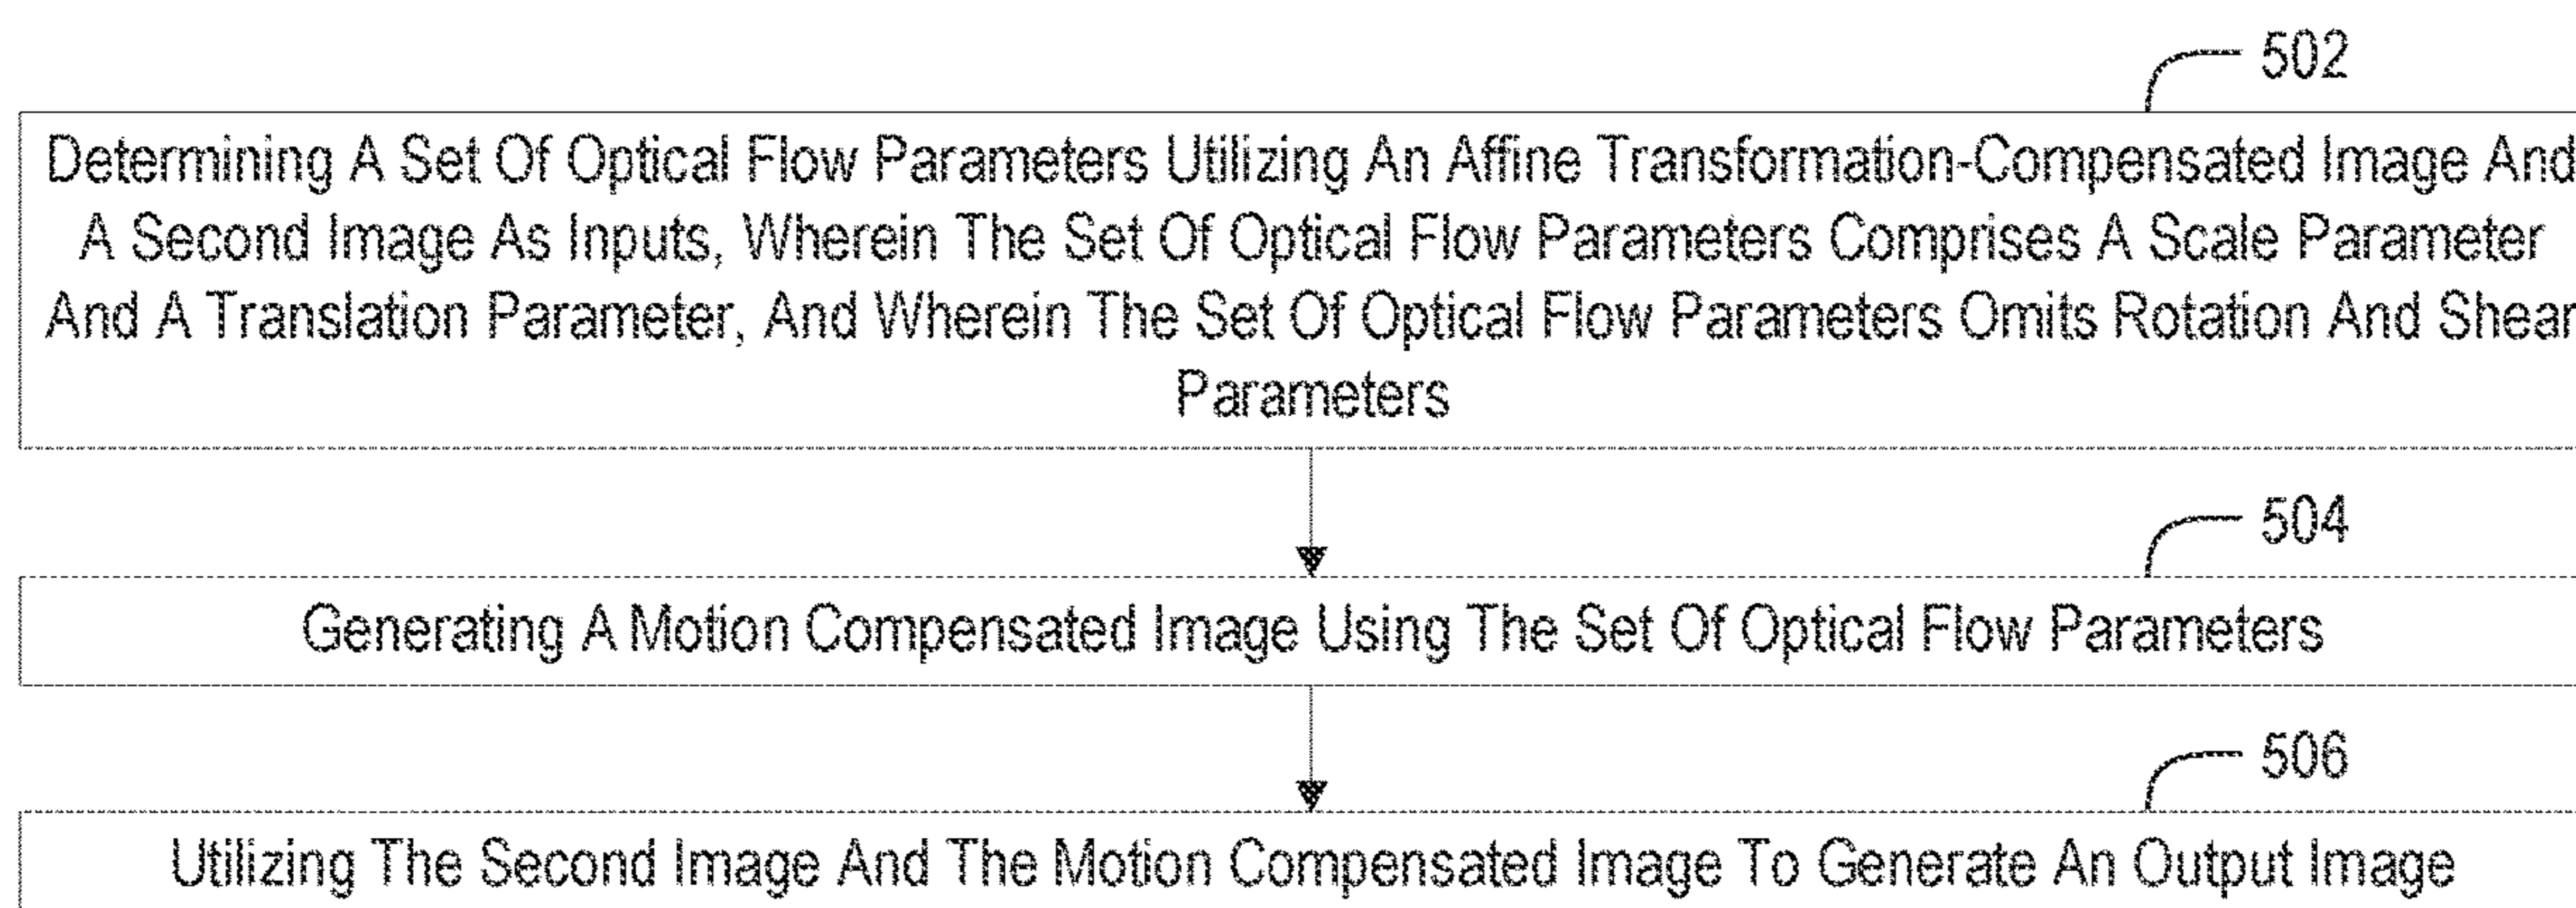 502
Determining A Set Of Optical Flow Parameters Utilizing An Affine Transformation-Compensated Image And
A Second Image As Inputs, Wherein The Set Of Optical Flow Parameters Comprises A Scale Parameter
And A Translation Parameter, And Wherein The Set Of Optical Flow Parameters Omits Rotation And Shear
Parameters
504
Generating A Motion Compensated Image Using The Set Of Optical Flow Parameters
506
Utilizing The Second Image And The Motion Compensated Image To Generate An Output Image